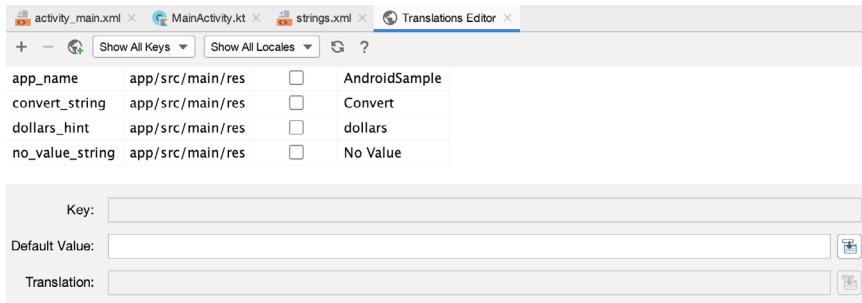 activity_main.xml MainActivity.kt strings.xml Translations Editor
Show All Keys Show All Locales ?
app_name app/src/main/res AndroidSample
convert_string app/src/main/res Convert
dollars_hint app/src/main/res dollars
no_value_string app/src/main/res No Value
Key:
Default Value:
Translation: